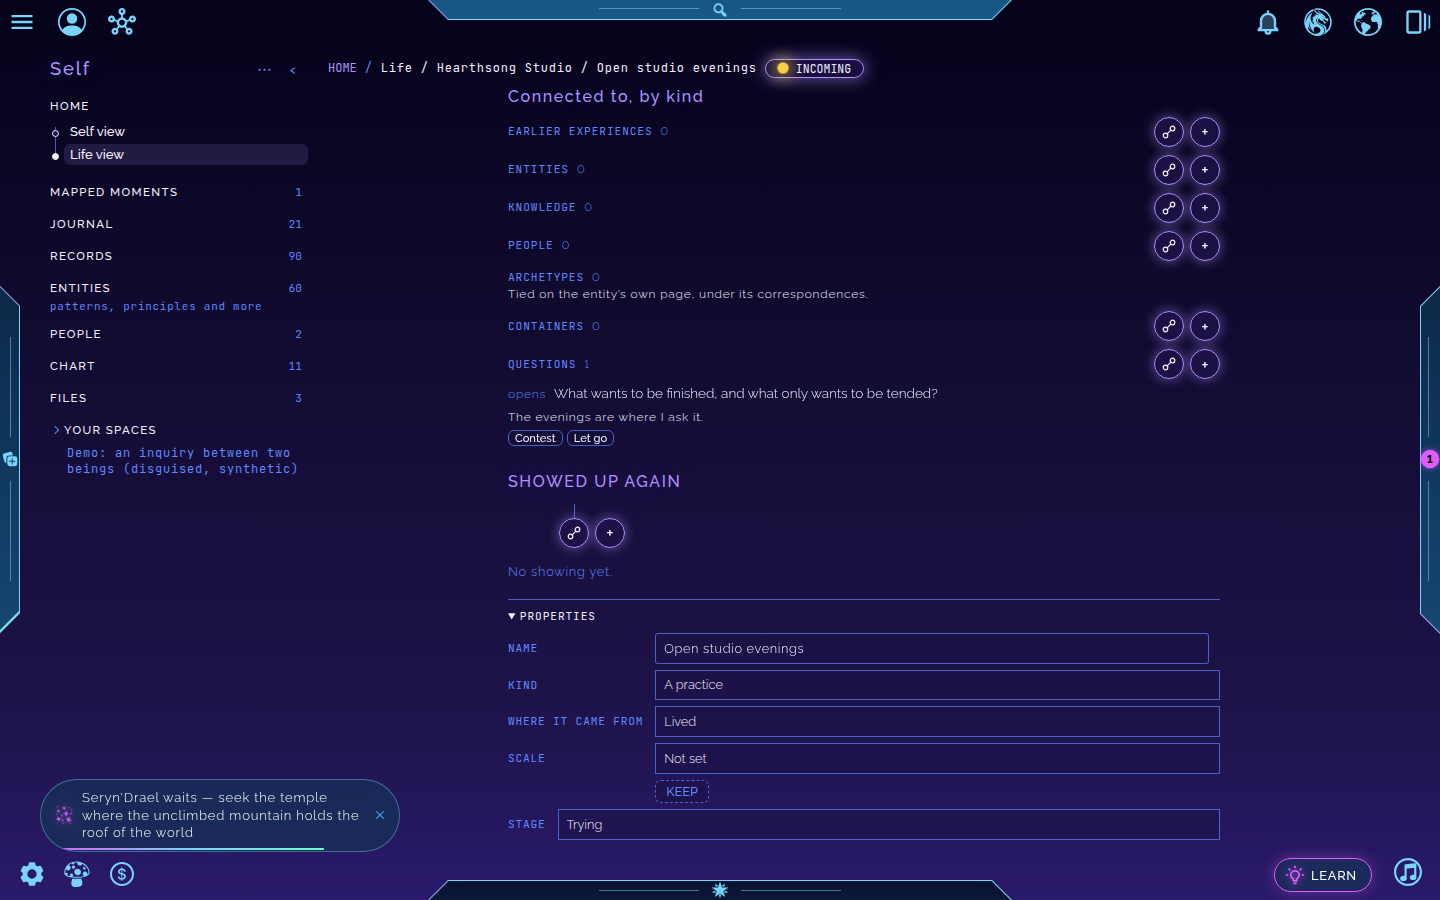 Self
···
<
HOME / Life / Hearthsong Studio / Open studio evenings
INCOMING
HOME
Self view
Life view
MAPPED MOMENTS 1
JOURNAL 21
RECORDS 90
ENTITIES 60
patterns, principles and more
PEOPLE 2
CHART 11
FILES 3
YOUR SPACES
Demo: an inquiry between two
beings (disguised, synthetic)
Connected to, by kind
EARLIER EXPERIENCES 0
ENTITIES 0
KNOWLEDGE 0
PEOPLE 0
ARCHETYPES 0
Tied on the entity's own page, under its correspondences.
CONTAINERS 0
QUESTIONS 1
opens What wants to be finished, and what only wants to be tended?
The evenings are where I ask it.
Contest Let go
SHOWED UP AGAIN
No showing yet.
PROPERTIES
NAME Open studio evenings
KIND A practice
WHERE IT CAME FROM Lived
SCALE Not set
KEEP
STAGE Trying
1
Seryn'Drael waits — seek the temple
where the unclimbed mountain holds the
roof of the world
LEARN